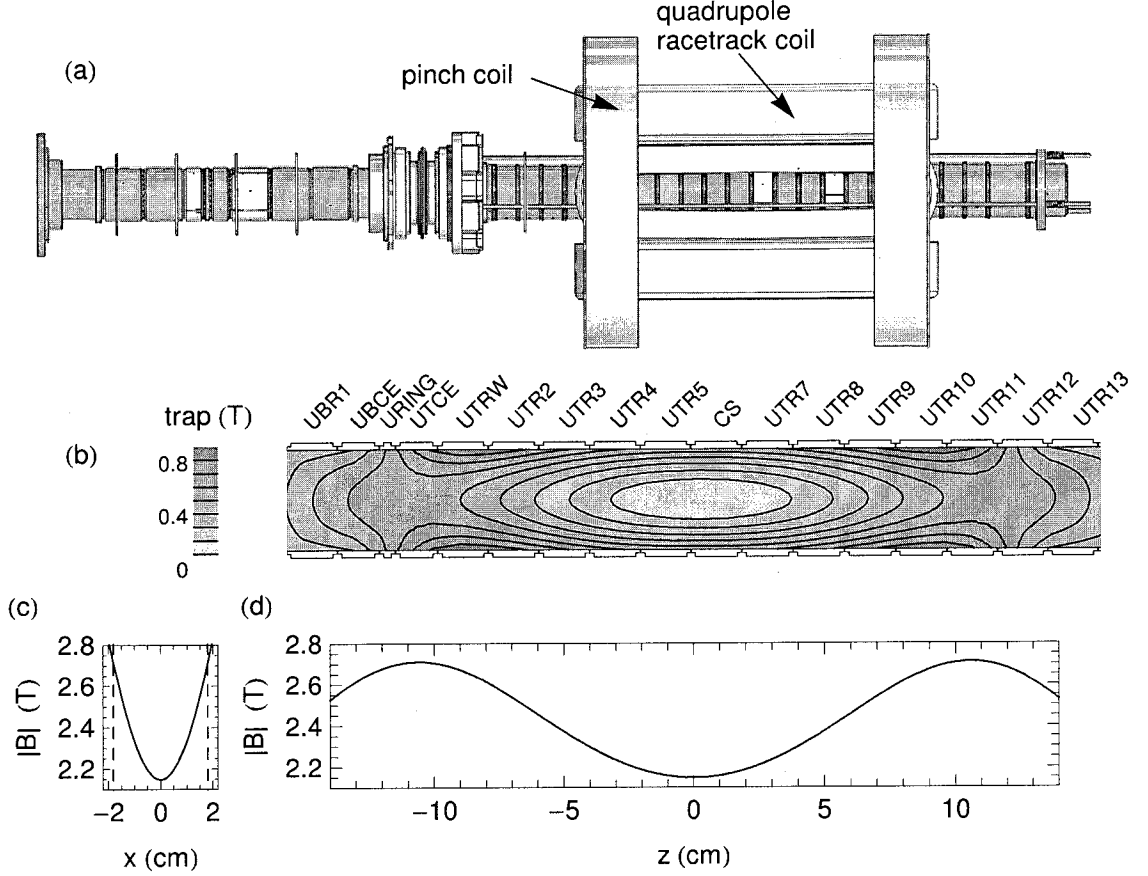 (a)
pinch coil
quadrupole
racetrack coil
UBR1
UBCE
URING
UTCE
UTRW
UTR2
UTR3
UTR4
UTR5
CS
UTR7
UTR8
UTR9
UTR10
UTR11
UTR12
UTR13
trap (T)
(b)
0.8
0.4
0
(c)
|B| (T)
2.8
2.6
2.4
2.2
−2 0 2
x (cm)
(d)
|B| (T)
2.8
2.6
2.4
2.2
−10 −5 0 5 10
z (cm)